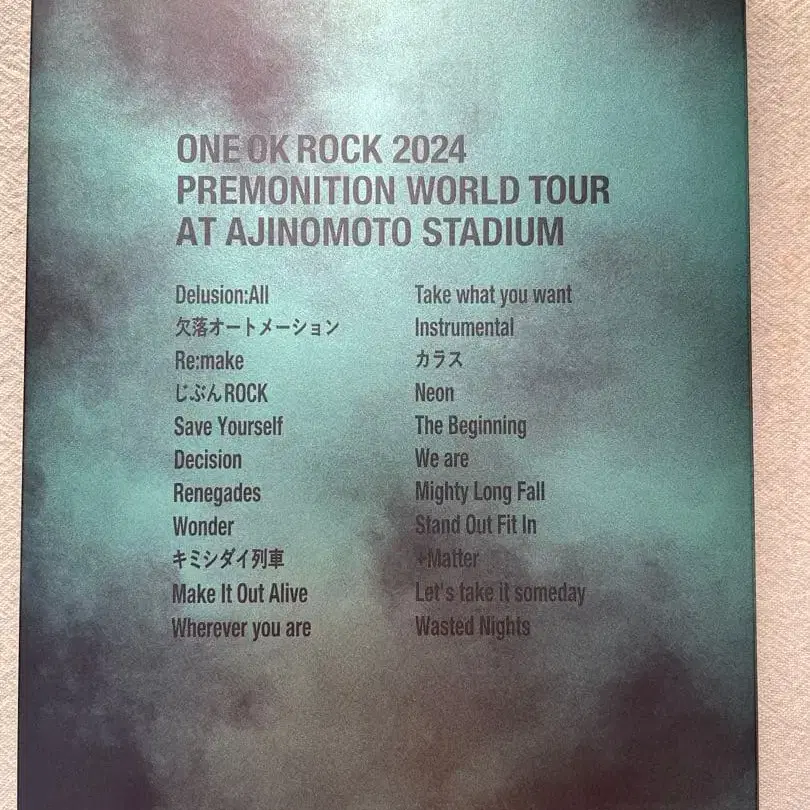 ONE OK ROCK 2024
PREMONITION WORLD TOUR
AT AJINOMOTO STADIUM
Delusion:All
欠落オートメーション
Re:make
じぶんROCK
Save Yourself
Decision
Renegades
Wonder
キミシダイ列車
Make It Out Alive
Wherever you are
Take what you want
Instrumental
カラス
Neon
The Beginning
We are
Mighty Long Fall
Stand Out Fit In
+Matter
Let's take it someday
Wasted Nights